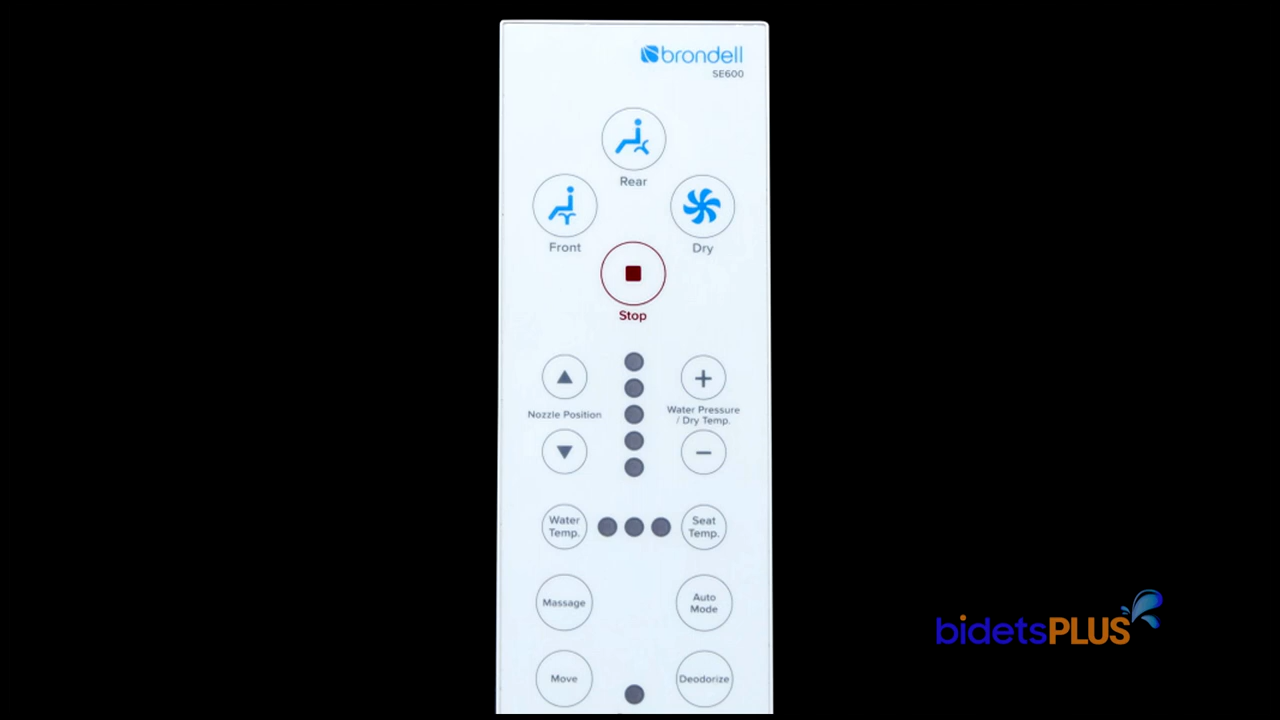 brondell
SE600
Rear
Front
Dry
Stop
Nozzle Position
Water Pressure
/ Dry Temp.
Water
Temp.
Seat
Temp.
Massage
Auto
Mode
Move
Deodorize
bidetsPLUS